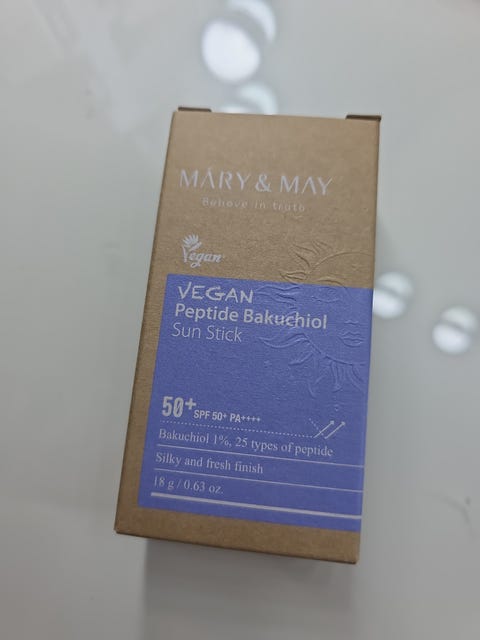 MARY & MAY
Behave in truth
Vegan
VEGAN
Peptide Bakuchiol
Sun Stick
50+ SPF 50+ PA++++
Bakuchiol 1%, 25 types of peptide
Silky and fresh finish
18 g / 0.63 oz.